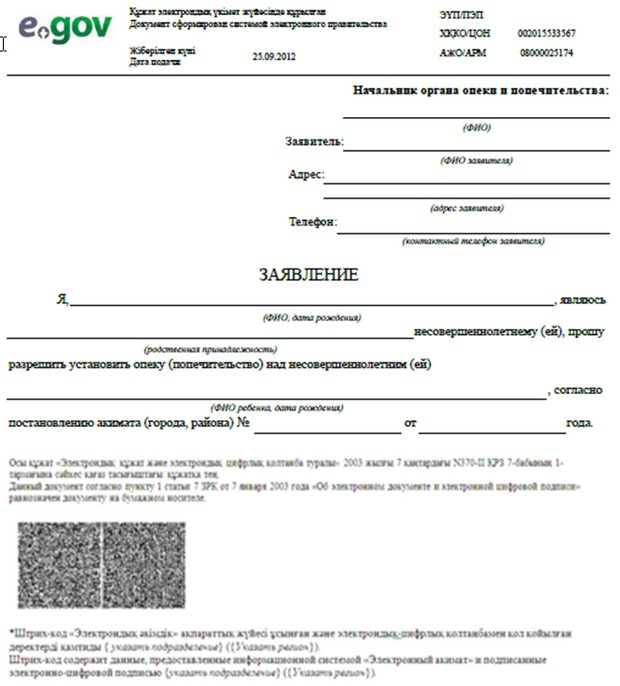 e.gov
Құжат электрондық үкімет жүйесінде құрылған
Документ сформирован системой электронного правительства
Жіберілген күні
Дата подачи
25.09.2012
ЭҮП/ПЭП
ХҚКО/ЦОН 002015533567
АЖО/АРМ 08000025174
Начальник органа опеки и попечительства:
(ФИО)
Заявитель:
(ФИО заявителя)
Адрес:
(адрес заявителя)
Телефон:
(контактный телефон заявителя)
ЗАЯВЛЕНИЕ
Я, , являюсь
(ФИО, дата рождения)
несовершеннолетнему (ей), прошу
(родственная принадлежность)
разрешить установить опеку (попечительство) над несовершеннолетним (ей)
, согласно
(ФИО ребенка, дата рождения)
постановлению акимата (города, района) № от года.
Осы құжат «Электрондық құжат және электрондық цифрлық қолтаңба туралы» 2003 жылғы 7 қаңтардағы N370-II ҚРЗ 7-бабының 1-
тармағына сәйкес қағаз тасығыштағы құжатқа тең.
Данный документ согласно пункту 1 статьи 7 ЗРК от 7 января 2003 года «Об электронном документе и электронной цифровой подписи»
равнозначен документу на бумажном носителе.
*Штрих-код «Электрондық әкімдік» ақпараттық жүйесі ұсынған және электрондық-цифрлық қолтаңбамен қол қойылған
деректерді қамтиды ( указать подразделение) ({Указать регион}).
Штрих-код содержит данные, предоставленные информационной системой «Электронный акимат» и подписанные
электронно-цифровой подписью (указать подразделение) ({Указать регион}).